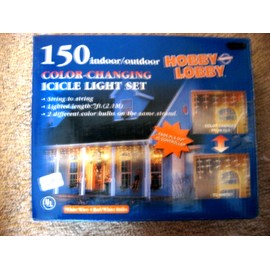 150 indoor/outdoor
COLOR-CHANGING
ICICLE LIGHT SET
HOBBY
LOBBY
String-to-string
Lighted length 7ft.(2.1M)
2 different color bulbs on the same strand.
UL